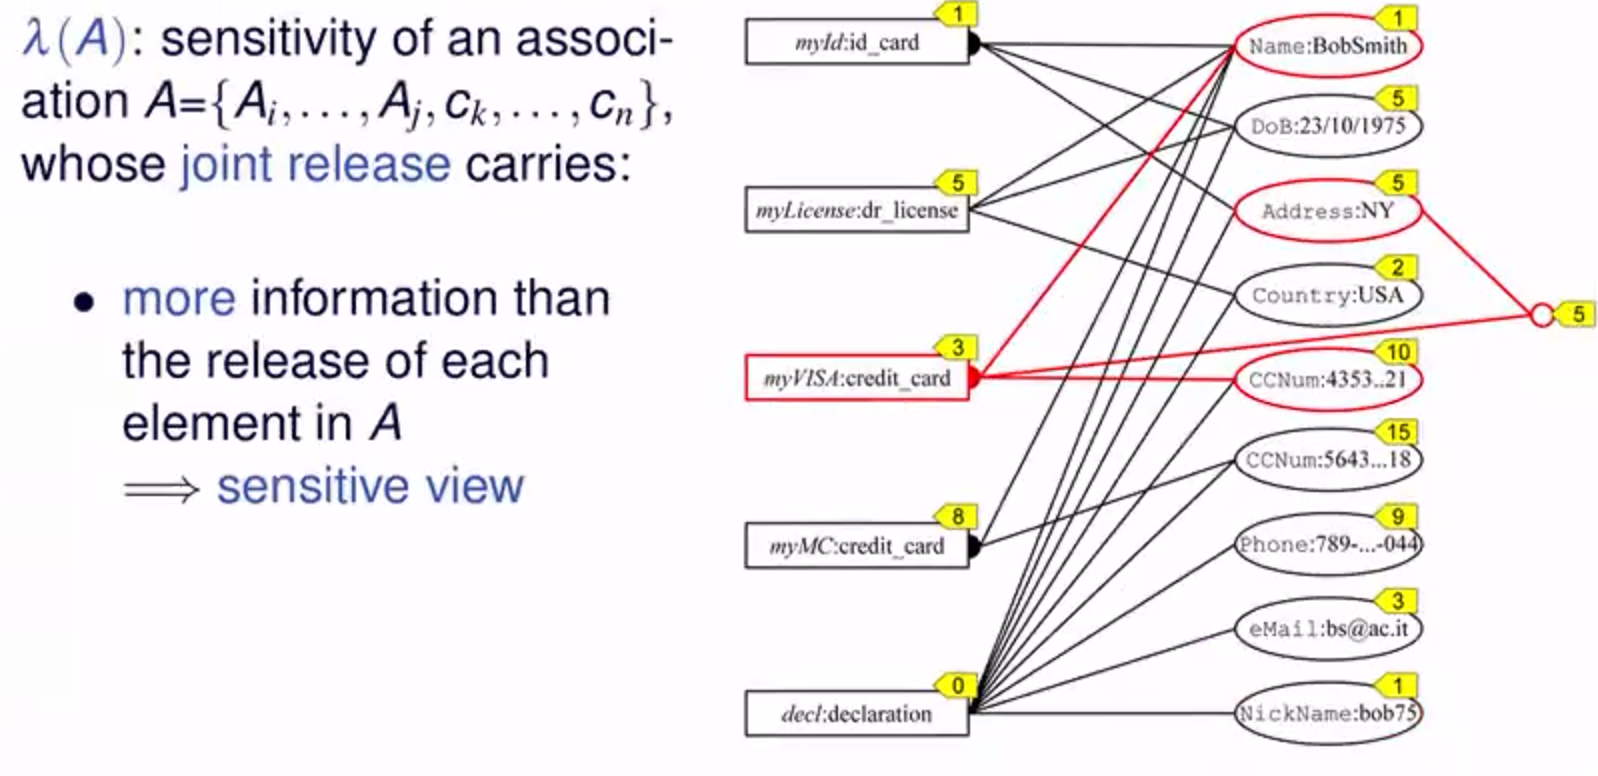 λ(A): sensitivity of an associ-
ation A={Ai,...,Aj,ck,...,cn},
whose joint release carries:
• more information than
the release of each
element in A
⟹ sensitive view
1
myId:id_card
5
myLicense:dr_license
3
myVISA:credit_card
8
myMC:credit_card
0
decl:declaration
1
Name:BobSmith
5
DoB:23/10/1975
5
Address:NY
2
Country:USA
10
CCNum:4353..21
15
CCNum:5643...18
9
Phone:789-...-044
3
eMail:bs@ac.it
1
NickName:bob75
5